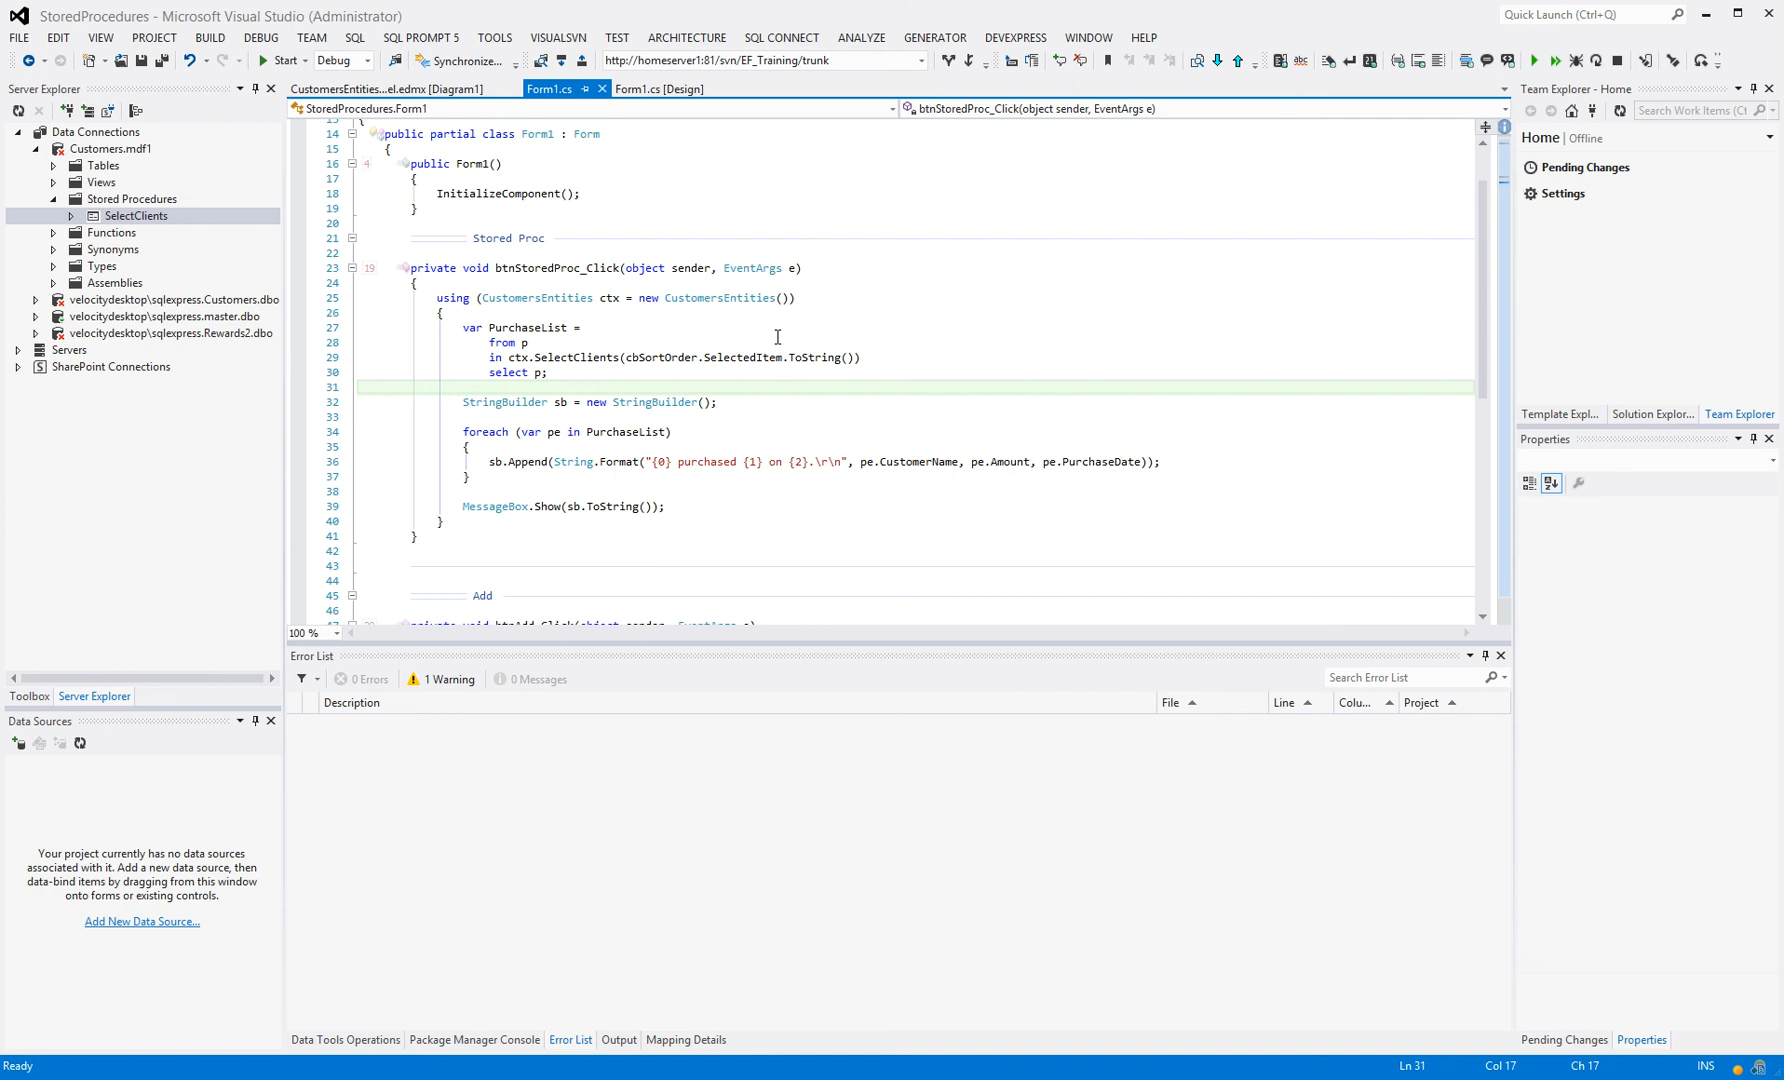 StoredProcedures - Microsoft Visual Studio (Administrator)
Quick Launch (Ctrl+Q)
FILE EDIT VIEW PROJECT BUILD DEBUG TEAM SQL SQL PROMPT 5 TOOLS VISUALSVN TEST ARCHITECTURE SQL CONNECT ANALYZE GENERATOR DEVEXPRESS WINDOW HELP
Start Debug Synchronize... http://homeserver1:81/svn/EF_Training/trunk
Server Explorer
Data Connections
Customers.mdf1
Tables
Views
Stored Procedures
SelectClients
Functions
Synonyms
Types
Assemblies
velocitydesktop\sqlexpress.Customers.dbo
velocitydesktop\sqlexpress.master.dbo
velocitydesktop\sqlexpress.Rewards2.dbo
Servers
SharePoint Connections
Toolbox Server Explorer
Data Sources
Your project currently has no data sources
associated with it. Add a new data source, then
data-bind items by dragging from this window
onto forms or existing controls.
Add New Data Source...
CustomersEntities...el.edmx [Diagram1] Form1.cs Form1.cs [Design]
StoredProcedures.Form1 btnStoredProc_Click(object sender, EventArgs e)
13 {
14 public partial class Form1 : Form
15 {
16 4 public Form1()
17 {
18 InitializeComponent();
19 }
20
21 Stored Proc
22
23 19 private void btnStoredProc_Click(object sender, EventArgs e)
24 {
25 using (CustomersEntities ctx = new CustomersEntities())
26 {
27 var PurchaseList =
28 from p
29 in ctx.SelectClients(cbSortOrder.SelectedItem.ToString())
30 select p;
31
32 StringBuilder sb = new StringBuilder();
33
34 foreach (var pe in PurchaseList)
35 {
36 sb.Append(String.Format("{0} purchased {1} on {2}.\r\n", pe.CustomerName, pe.Amount, pe.PurchaseDate));
37 }
38
39 MessageBox.Show(sb.ToString());
40 }
41 }
42
43
44
45 Add
46
47 private void btnAdd_Click(object sender, EventArgs e)
100 %
Error List
0 Errors 1 Warning 0 Messages
Search Error List
Description File Line Colu... Project
Data Tools Operations Package Manager Console Error List Output Mapping Details
Team Explorer - Home
Search Work Items (Ct
Home | Offline
Pending Changes
Settings
Template Expl... Solution Explor... Team Explorer
Properties
Pending Changes Properties
Ready Ln 31 Col 17 Ch 17 INS